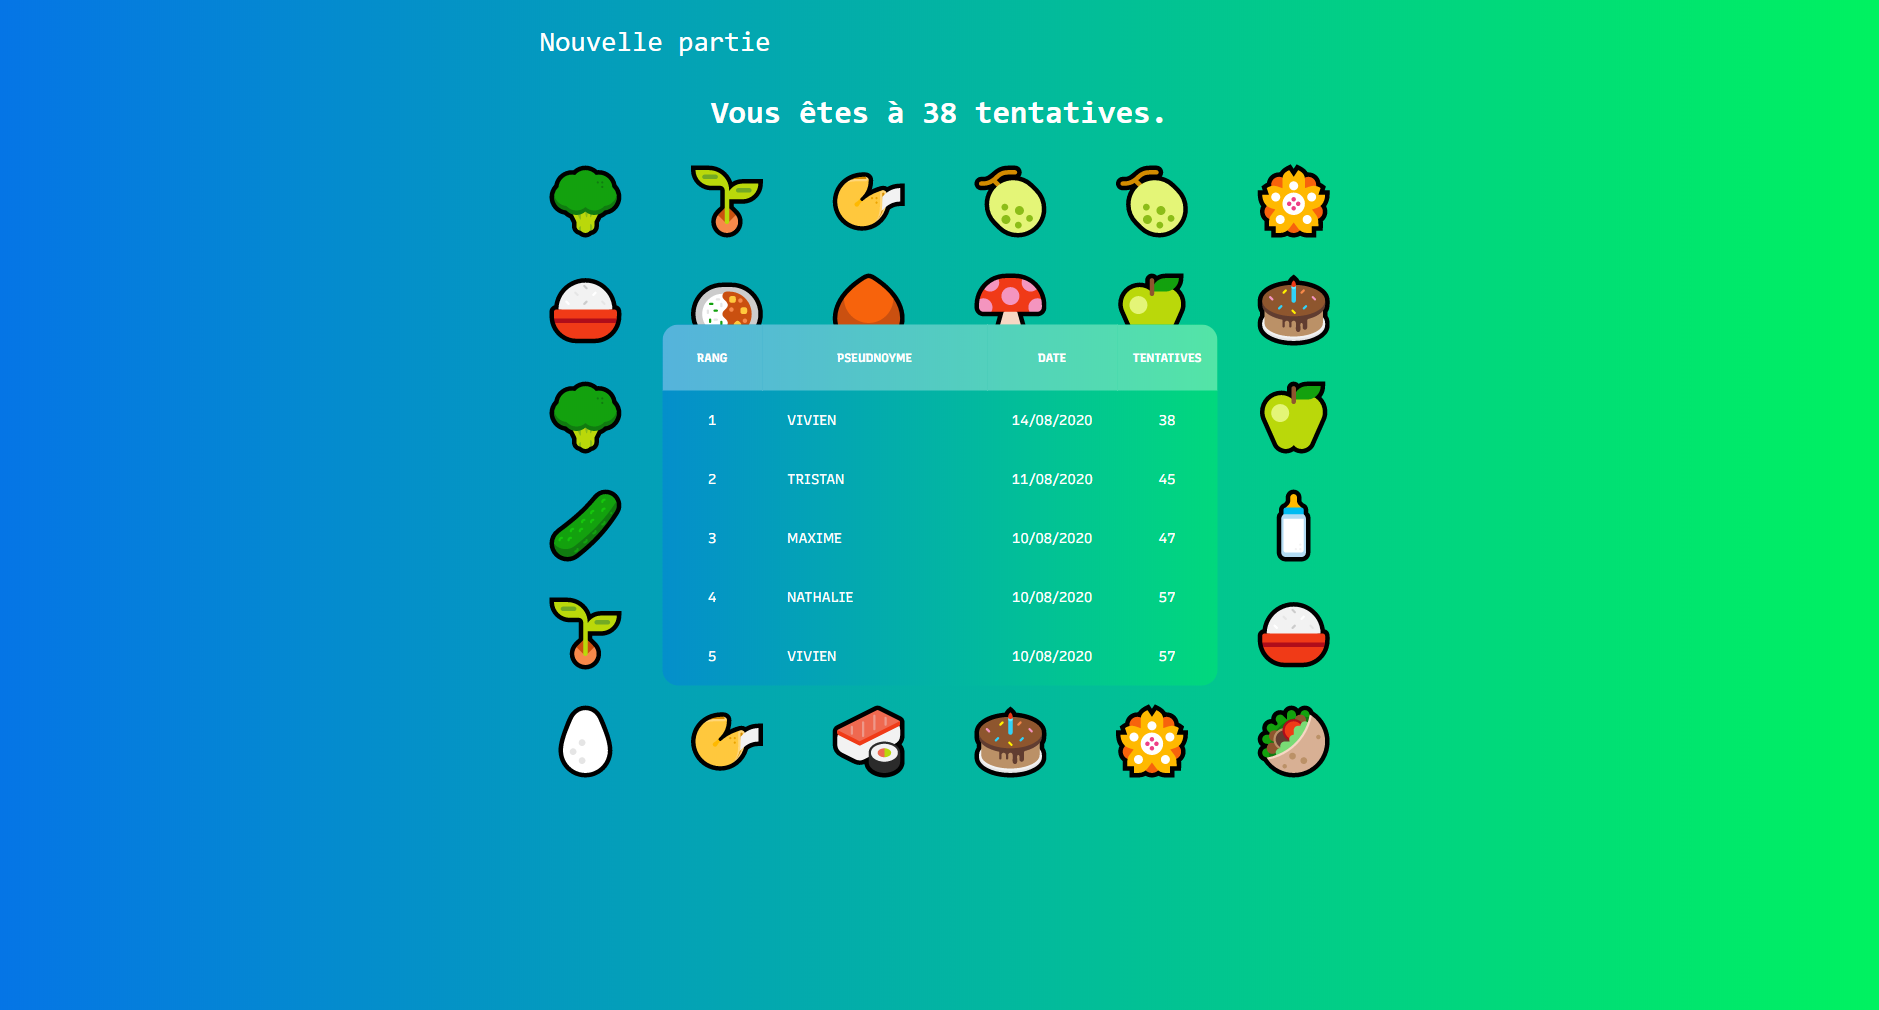 Nouvelle partie
Vous êtes à 38 tentatives.
RANG PSEUDNOYME DATE TENTATIVES
1 VIVIEN 14/08/2020 38
2 TRISTAN 11/08/2020 45
3 MAXIME 10/08/2020 47
4 NATHALIE 10/08/2020 57
5 VIVIEN 10/08/2020 57